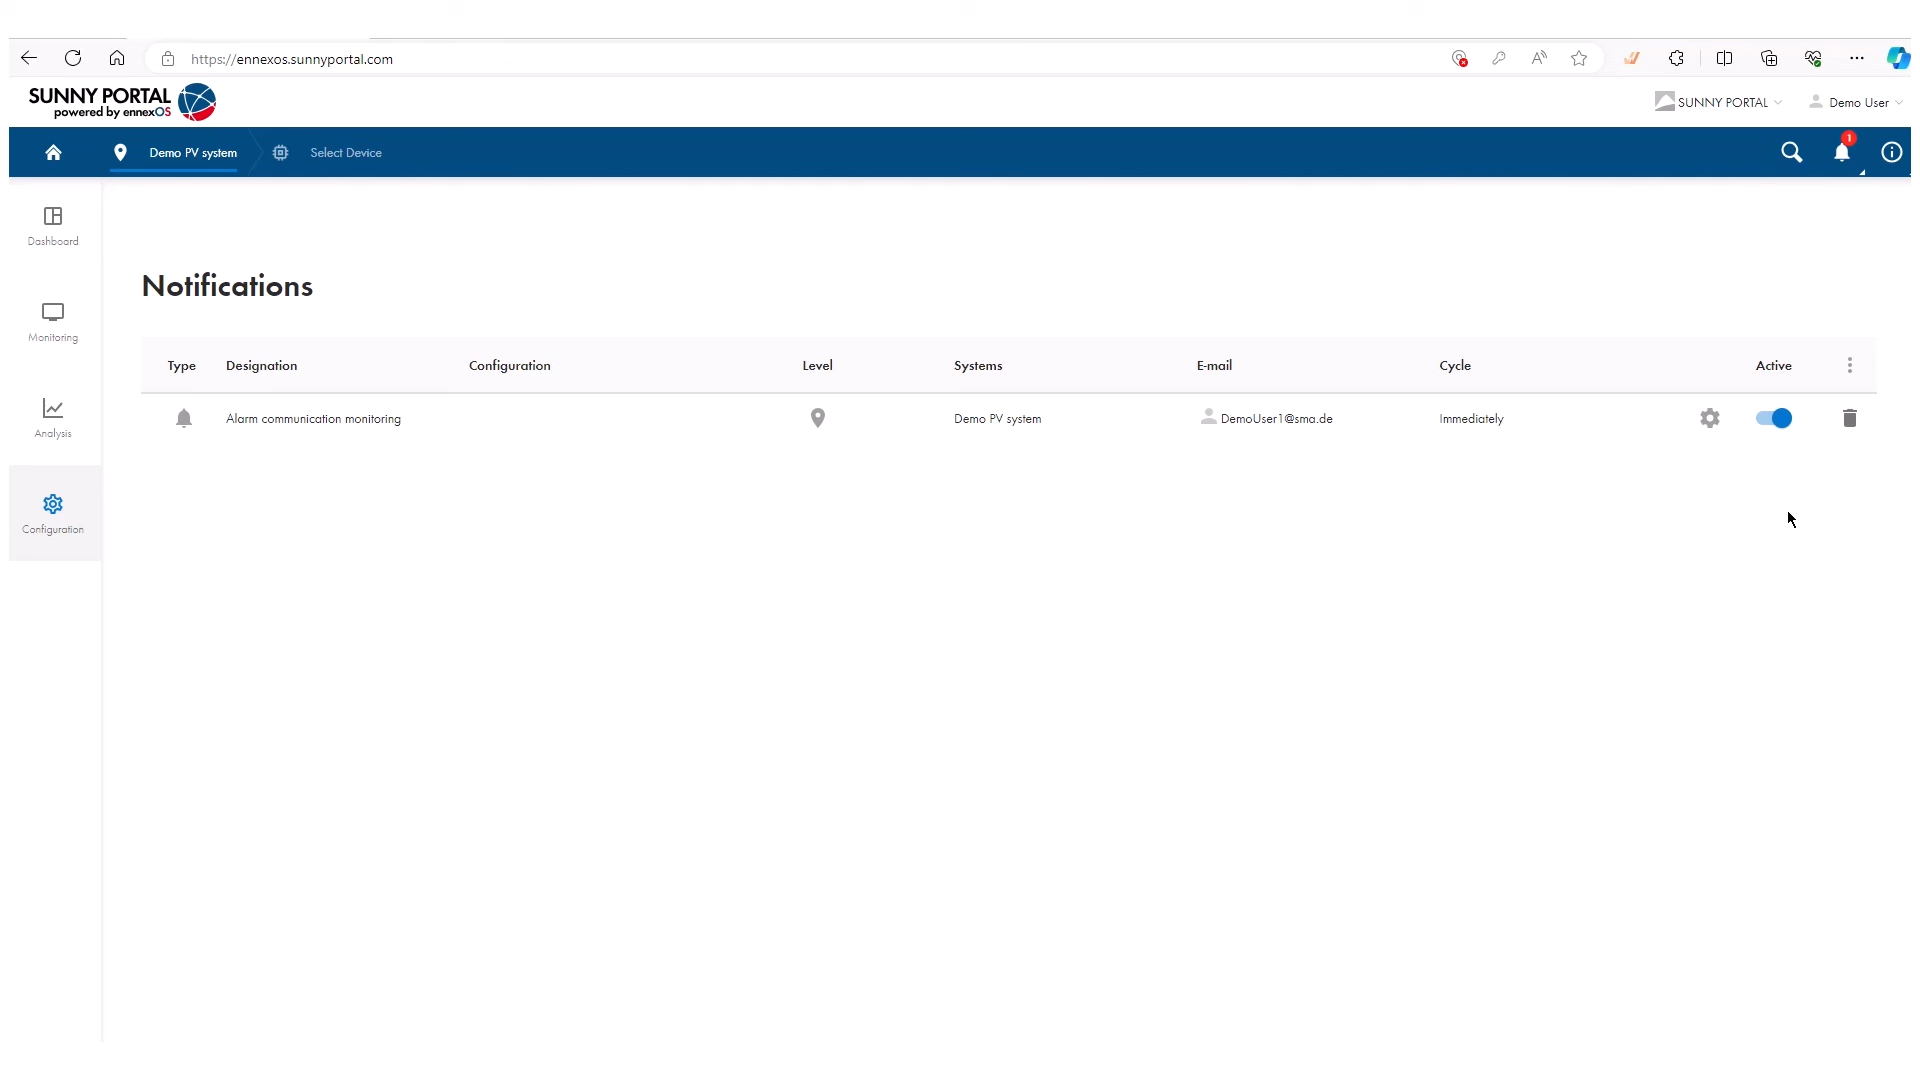 https://ennexos.sunnyportal.com
SUNNY PORTAL
powered by ennexOS
SUNNY PORTAL
Demo User
Demo PV system
Select Device
1
Dashboard
Monitoring
Analysis
Configuration
Notifications
Type Designation Configuration Level Systems E-mail Cycle Active
Alarm communication monitoring Demo PV system DemoUser1@sma.de Immediately